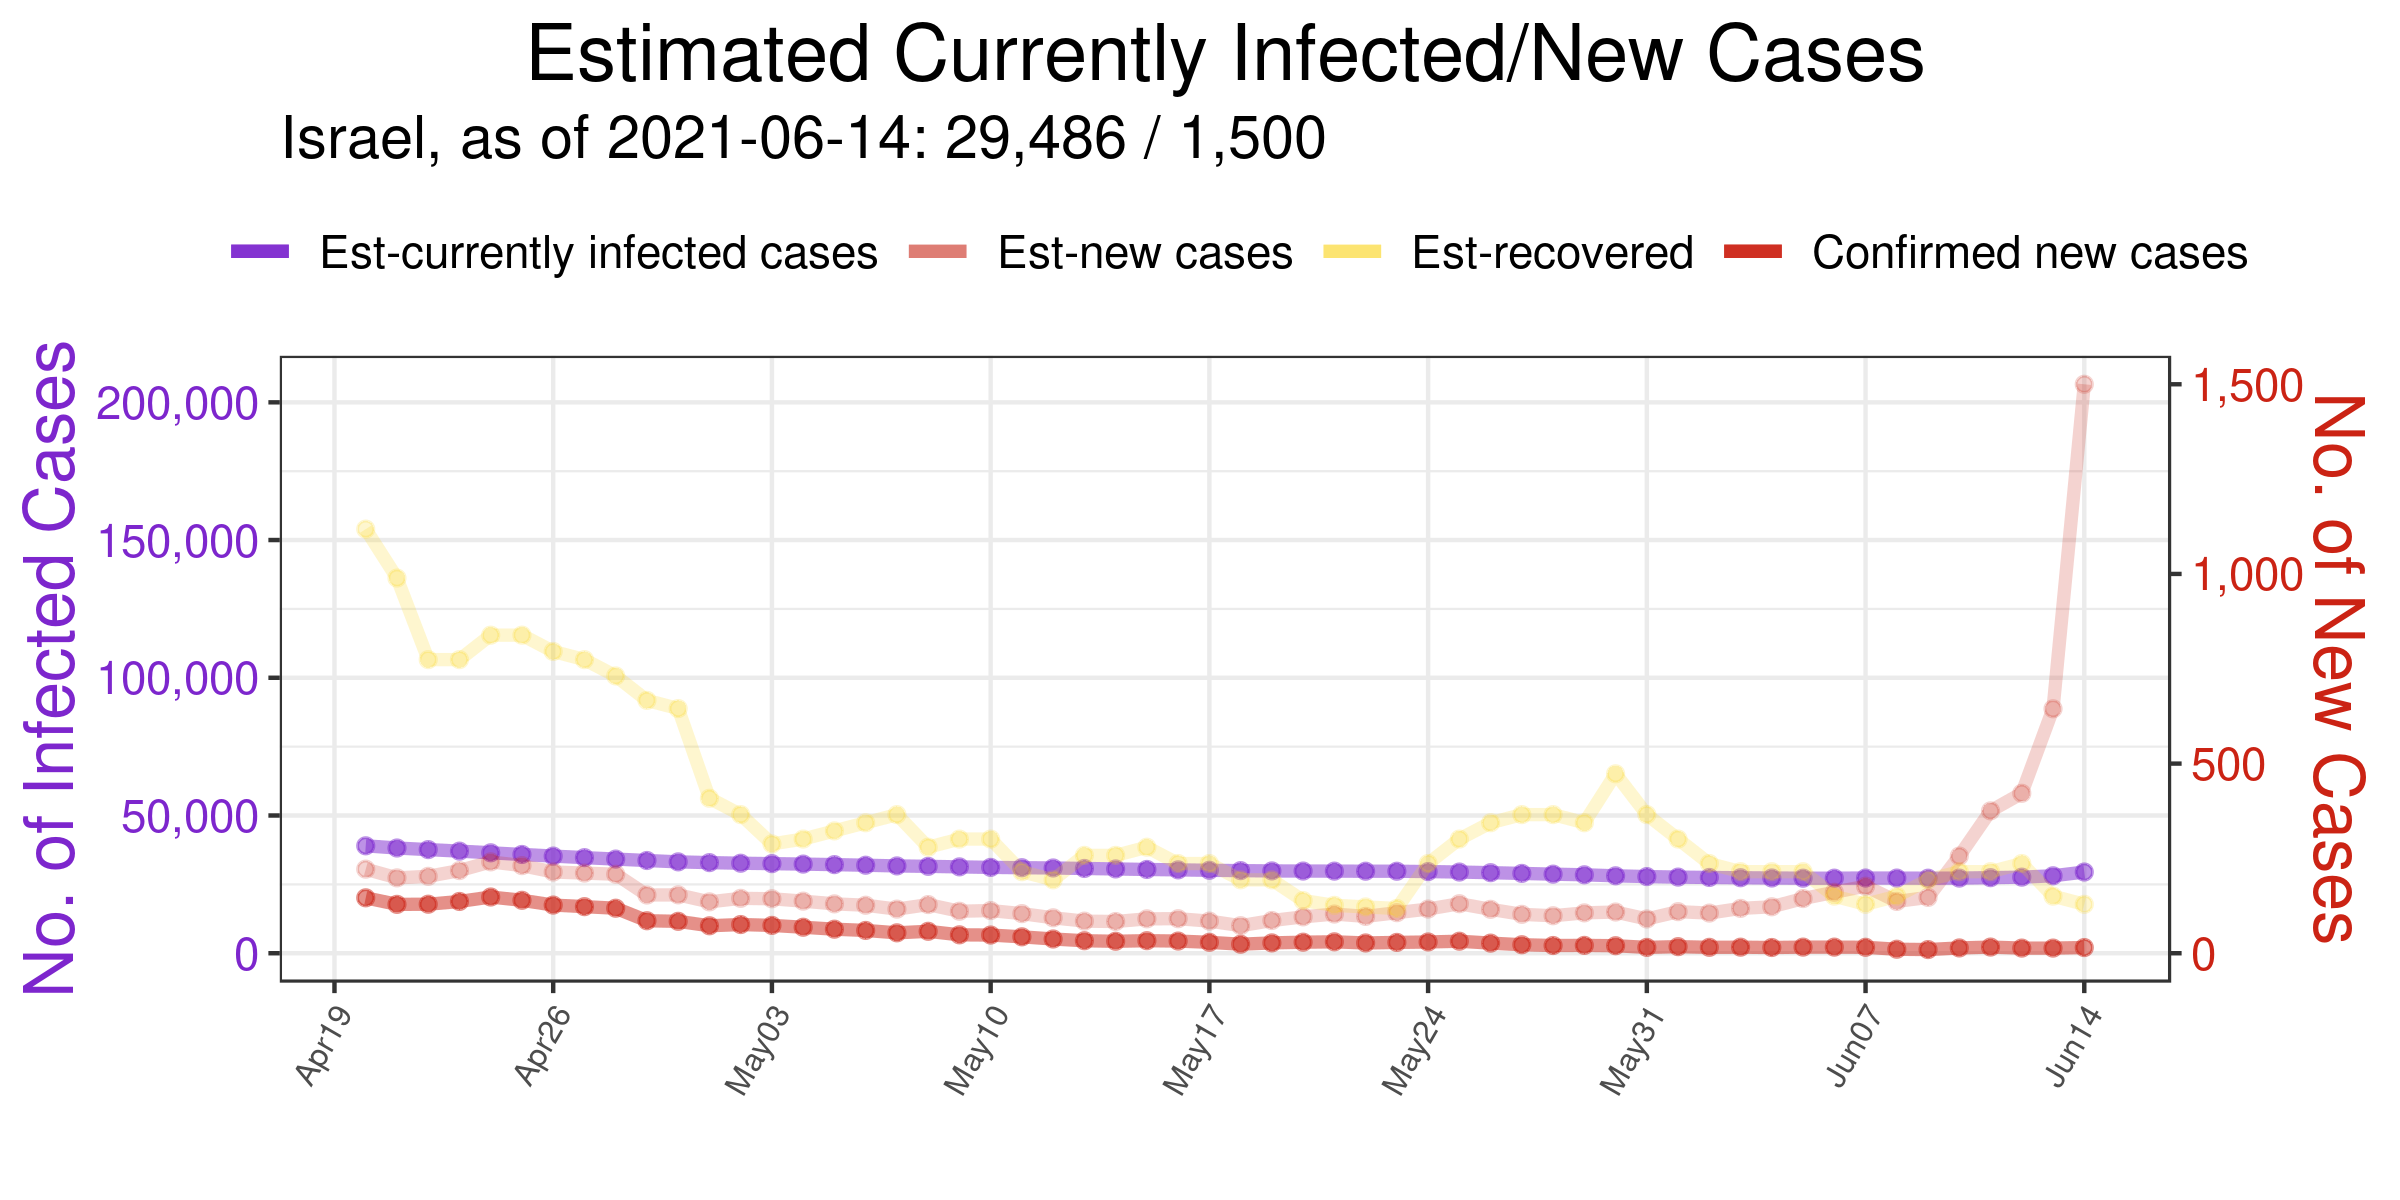 Estimated Currently Infected/New Cases
Israel, as of 2021-06-14: 29,486 / 1,500
Est-currently infected cases Est-new cases Est-recovered Confirmed new cases
No. of Infected Cases
200,000
150,000
100,000
50,000
0
1,500
1,000
500
0
No. of New Cases
Apr19 Apr26 May03 May10 May17 May24 May31 Jun07 Jun14